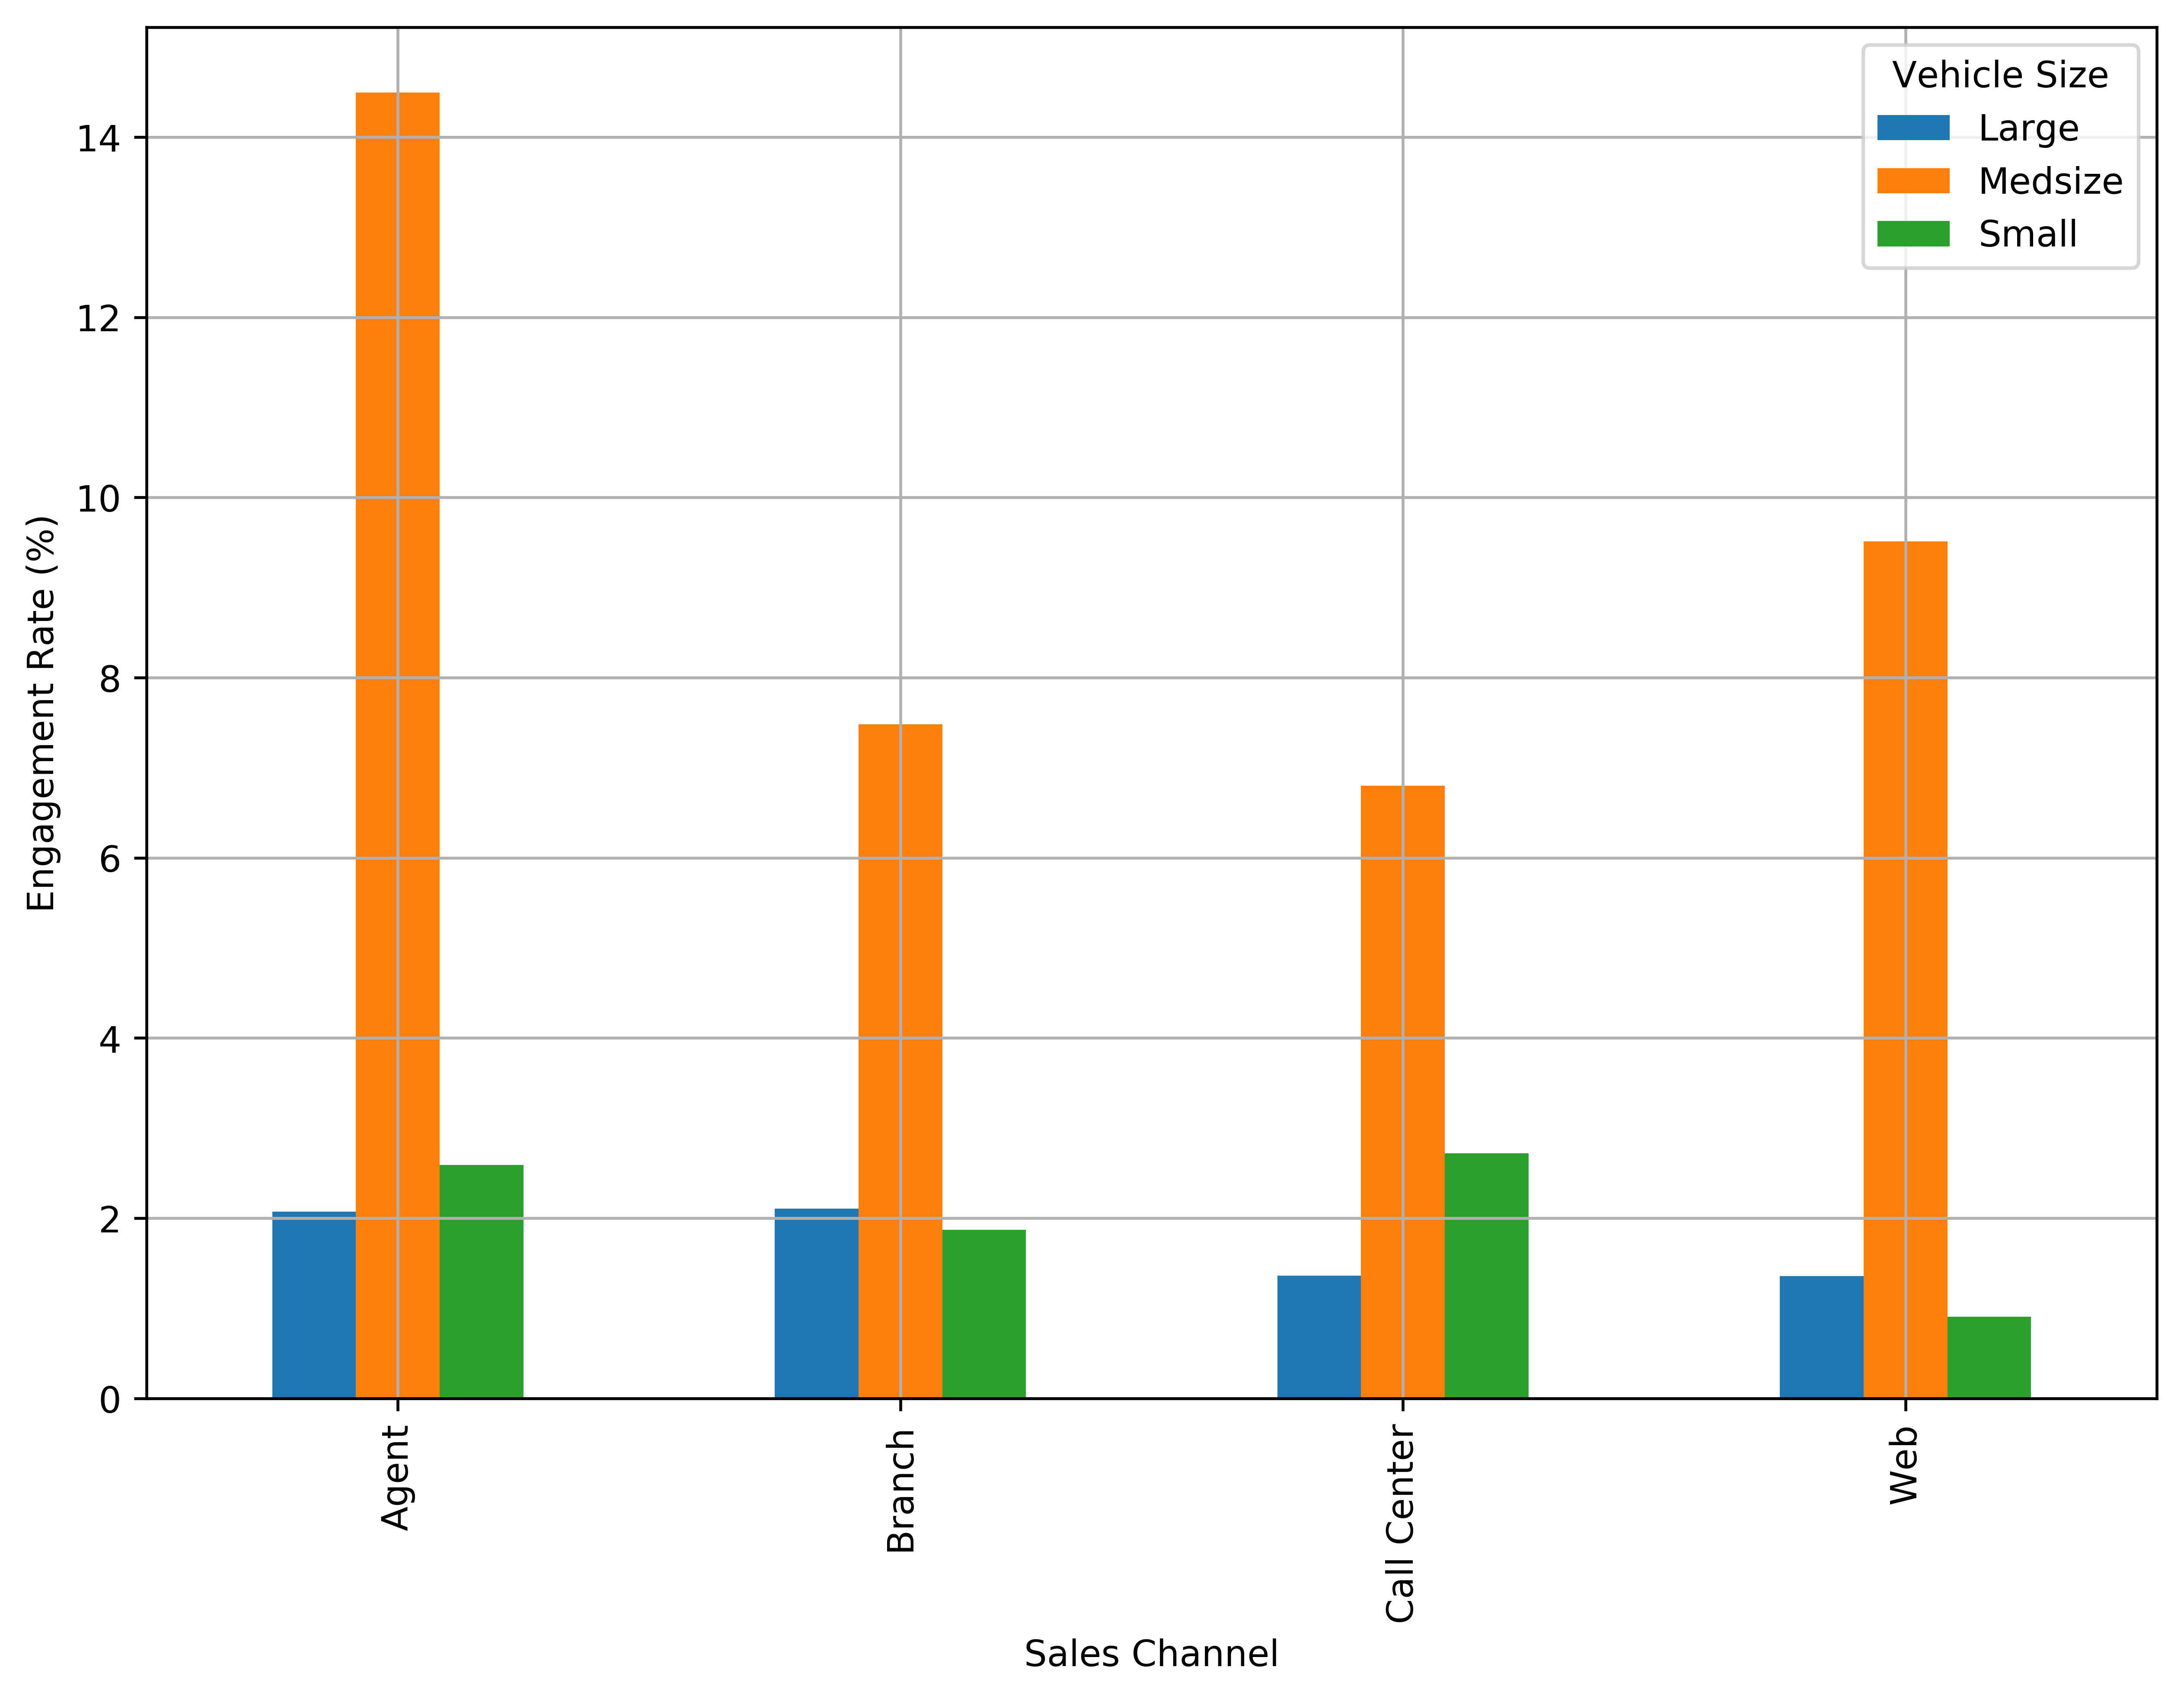 Vehicle Size
Large
Medsize
Small
Engagement Rate (%)
14
12
10
8
6
4
2
0
Agent
Branch
Call Center
Web
Sales Channel